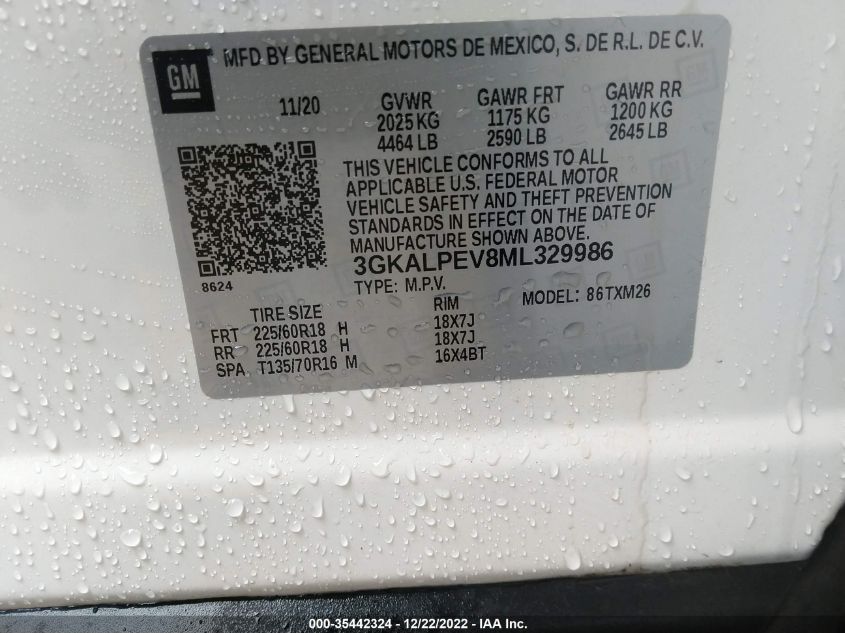 GM
MFD BY GENERAL MOTORS DE MEXICO, S. DE R.L. DE C.V.
11/20 GVWR GAWR FRT GAWR RR
2025 KG 1175 KG 1200 KG
4464 LB 2590 LB 2645 LB
THIS VEHICLE CONFORMS TO ALL
APPLICABLE U.S. FEDERAL MOTOR
VEHICLE SAFETY AND THEFT PREVENTION
STANDARDS IN EFFECT ON THE DATE OF
MANUFACTURE SHOWN ABOVE.
8624 3GKALPEV8ML329986
TYPE: M.P.V. MODEL: 86TXM26
TIRE SIZE RIM
FRT 225/60R18 H 18X7J
RR 225/60R18 H 18X7J
SPA T135/70R16 M 16X4BT
000-35442324 - 12/22/2022 - IAA Inc.